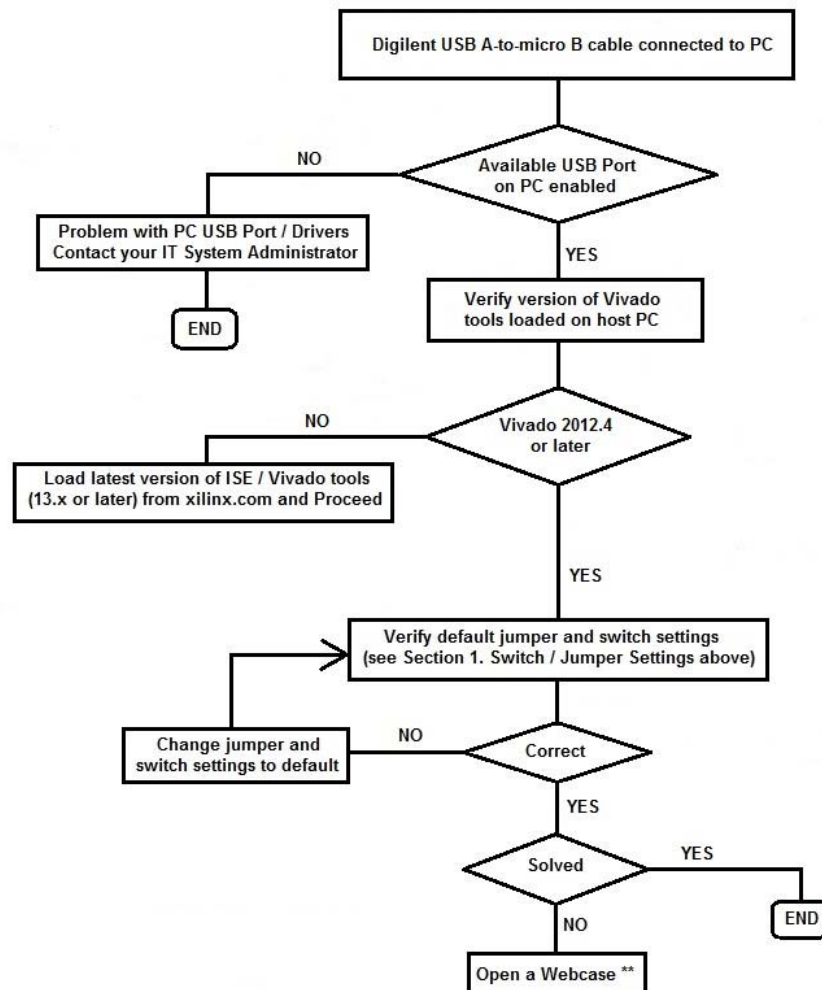 Digilent USB A-to-micro B cable connected to PC
NO
Available USB Port
on PC enabled
Problem with PC USB Port / Drivers
Contact your IT System Administrator
YES
END
Verify version of Vivado
tools loaded on host PC
NO
Vivado 2012.4
or later
Load latest version of ISE / Vivado tools
(13.x or later) from xilinx.com and Proceed
YES
Verify default jumper and switch settings
(see Section 1. Switch / Jumper Settings above)
Change jumper and
switch settings to default
NO
Correct
YES
Solved
YES
END
NO
Open a Webcase **